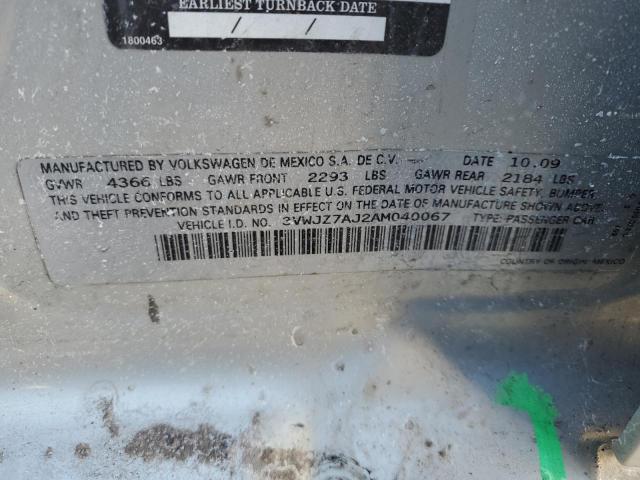 EARLIEST TURNBACK DATE
/ /
1800463
MANUFACTURED BY VOLKSWAGEN DE MEXICO S.A. DE C.V. DATE 10.09
GVWR 4366 LBS GAWR FRONT 2293 LBS GAWR REAR 2184 LBS
THIS VEHICLE CONFORMS TO ALL APPLICABLE U.S. FEDERAL MOTOR VEHICLE SAFETY, BUMPER
AND THEFT PREVENTION STANDARDS IN EFFECT ON THE DATE OF MANUFACTURE SHOWN ABOVE
VEHICLE I.D. NO. 3VWJZ7AJ2AM040067 TYPE: PASSENGER CAR
COUNTRY OF ORIGIN: MEXICO